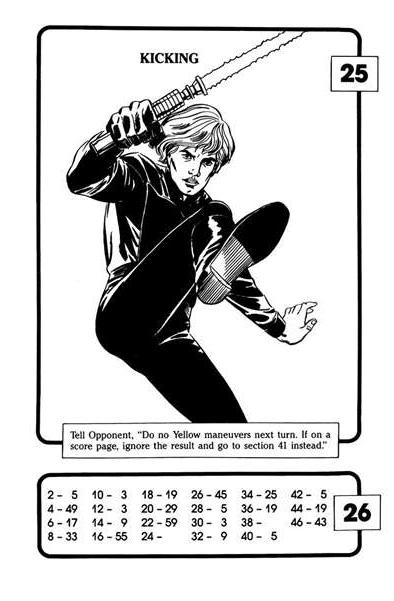 KICKING
25
Tell Opponent, “Do no Yellow maneuvers next turn. If on a
score page, ignore the result and go to section 41 instead.”
2 – 5 10 – 3 18 – 19 26 – 45 34 – 25 42 – 5
4 – 49 12 – 3 20 – 29 28 – 5 36 – 19 44 – 19
6 – 17 14 – 9 22 – 59 30 – 3 38 – 46 – 43
8 – 33 16 – 55 24 – 32 – 9 40 – 5
26